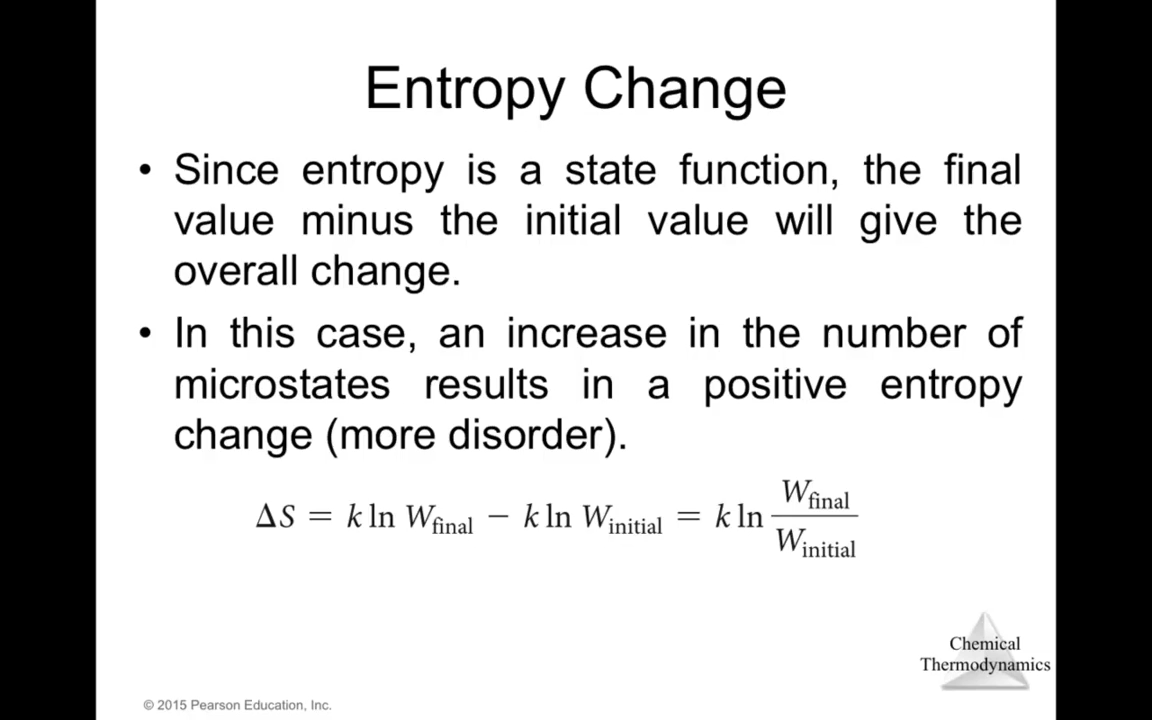 Entropy Change
• Since entropy is a state function, the final
value minus the initial value will give the
overall change.
• In this case, an increase in the number of
microstates results in a positive entropy
change (more disorder).
ΔS = k ln W_final − k ln W_initial = k ln W_final / W_initial
Chemical
Thermodynamics
© 2015 Pearson Education, Inc.